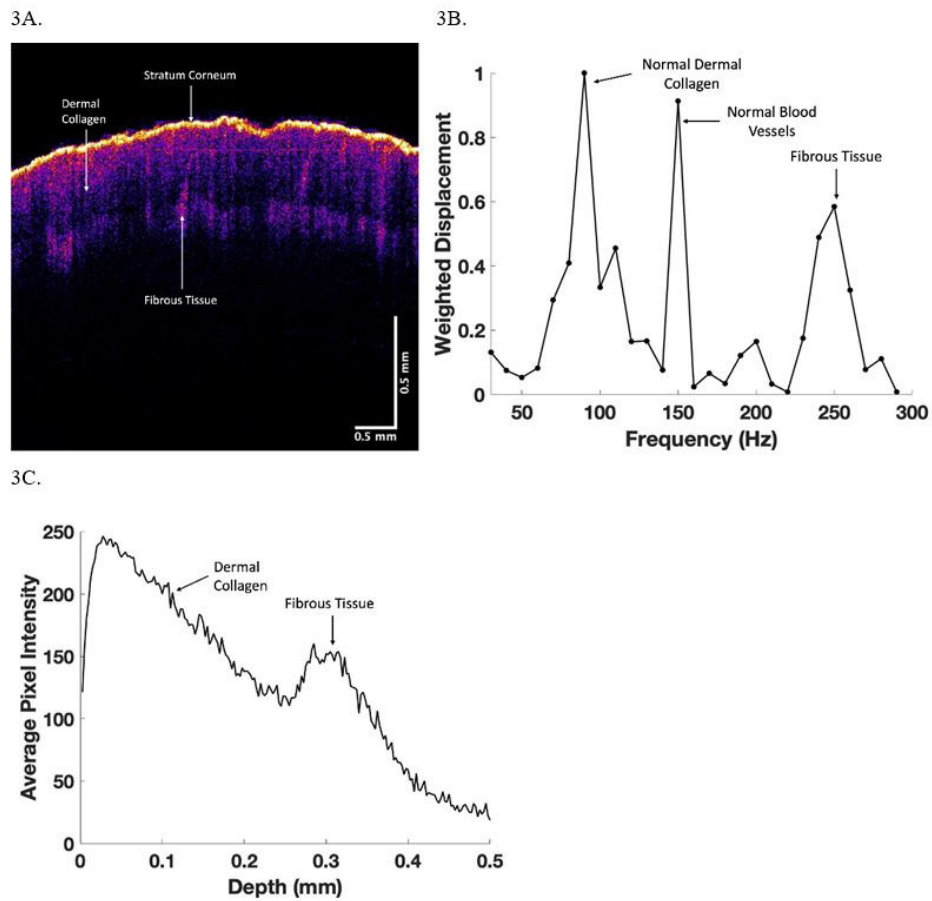 3A.
Stratum Corneum
Dermal
Collagen
Fibrous Tissue
0.5 mm
0.5 mm
3B.
Weighted Displacement
1
0.8
0.6
0.4
0.2
0
Normal Dermal
Collagen
Normal Blood
Vessels
Fibrous Tissue
50
100
150
200
250
300
Frequency (Hz)
3C.
Average Pixel Intensity
250
200
150
100
50
0
Dermal
Collagen
Fibrous Tissue
0
0.1
0.2
0.3
0.4
0.5
Depth (mm)